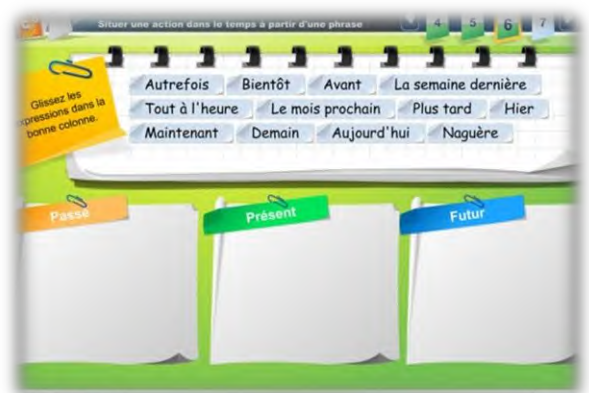 Situer une action dans le temps à partir d'une phrase
4 5 6 7
Glissez les
expressions dans la
bonne colonne.
Autrefois Bientôt Avant La semaine dernière
Tout à l'heure Le mois prochain Plus tard Hier
Maintenant Demain Aujourd'hui Naguère
Passé Présent Futur